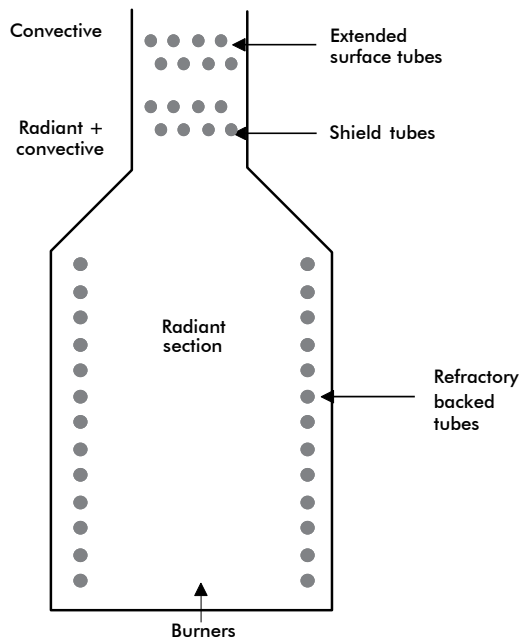 Convective
Extended
surface tubes
Radiant +
convective
Shield tubes
Radiant
section
Refractory
backed
tubes
Burners